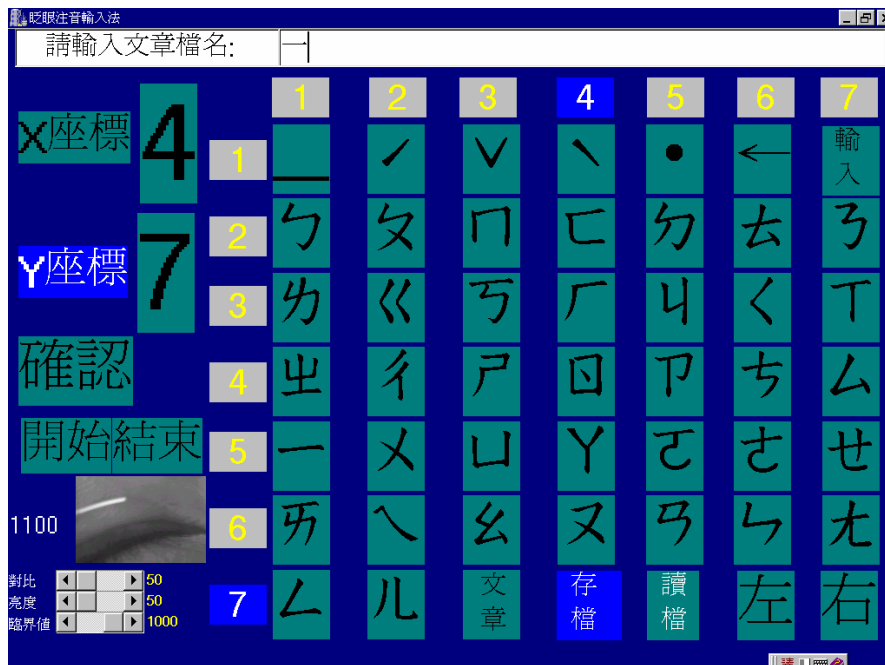 眨眼注音輸入法
請輸入文章檔名: 一
X座標 4
Y座標 7
確認
開始 結束
1100
對比 50
亮度 50
臨界値 1000
1 2 3 4 5 6 7
1 ˉ ˊ ˇ ˋ ˙ ← 輸入
2 ㄅ ㄆ ㄇ ㄈ ㄉ ㄊ ㄋ
3 ㄌ ㄍ ㄎ ㄏ ㄐ ㄑ ㄒ
4 ㄓ ㄔ ㄕ ㄖ ㄗ ㄘ ㄙ
5 ㄧ ㄨ ㄩ ㄚ ㄛ ㄜ ㄝ
6 ㄞ ㄟ ㄠ ㄡ ㄢ ㄣ ㄤ
7 ㄥ ㄦ 文章 存檔 讀檔 左 右